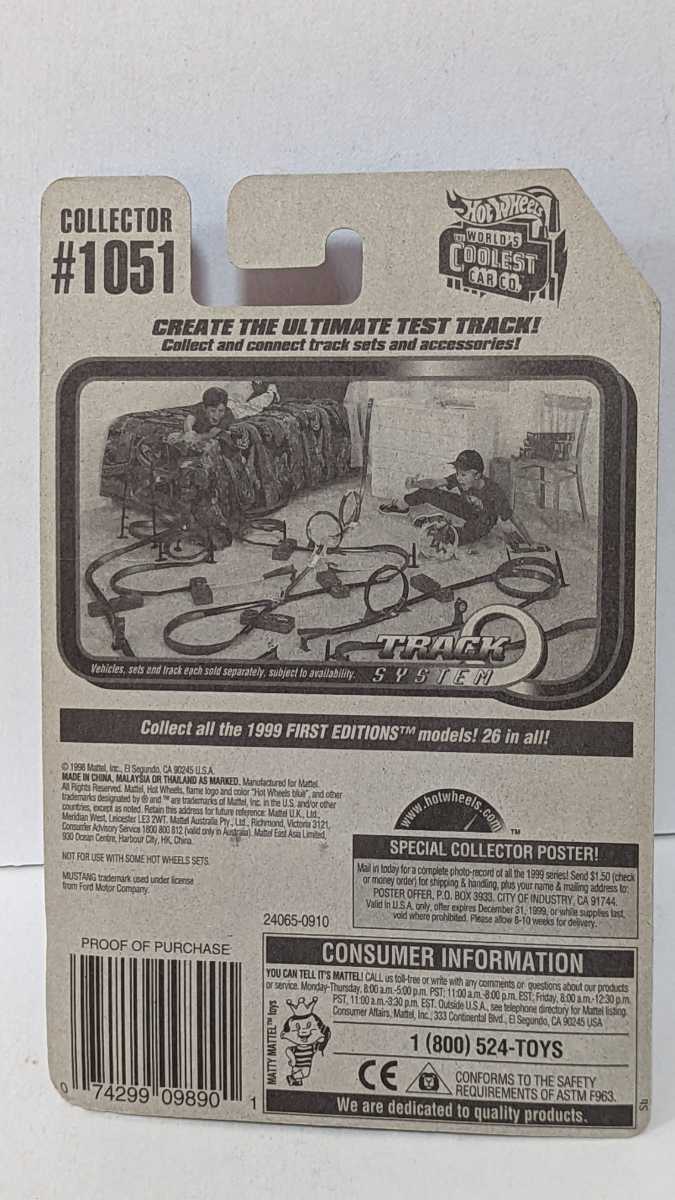 COLLECTOR
#1051
HOT WHEELS
THE WORLD'S
COOLEST
CAR CO.
CREATE THE ULTIMATE TEST TRACK!
Collect and connect track sets and accessories!
TRACK
SYSTEM
Vehicles, sets and track each sold separately, subject to availability.
Collect all the 1999 FIRST EDITIONS™ models! 26 in all!
© 1998 Mattel, Inc., El Segundo, CA 90245 U.S.A.
MADE IN CHINA, MALAYSIA OR THAILAND AS MARKED. Manufactured for Mattel.
All Rights Reserved. Mattel, Hot Wheels, flame logo and color "Hot Wheels blue", and other
trademarks designated by ® and ™ are trademarks of Mattel, Inc. in the U.S. and/or other
countries, except as noted. Retain this address for future reference: Mattel U.K., Ltd.,
Meridian West, Leicester LE3 2WT. Mattel Australia Pty., Ltd., Richmond, Victoria 3121.
Consumer Advisory Service 1800 800 812 (valid only in Australia). Mattel East Asia Limited,
930 Ocean Centre, Harbour City, HK, China.
NOT FOR USE WITH SOME HOT WHEELS SETS.
MUSTANG trademark used under license
from Ford Motor Company.
www.hotwheels.com
™
SPECIAL COLLECTOR POSTER!
Mail in today for a complete photo-record of all the 1999 series! Send $1.50 (check
or money order) for shipping & handling, plus your name & mailing address to:
POSTER OFFER, P.O. BOX 3933, CITY OF INDUSTRY, CA 91744.
Valid in U.S.A. only, offer expires December 31, 1999, or while supplies last,
void where prohibited. Please allow 8-10 weeks for delivery.
24065-0910
PROOF OF PURCHASE
0 74299 09890 1
CONSUMER INFORMATION
YOU CAN TELL IT'S MATTEL! CALL us toll-free or write with any comments or questions about our products
or service. Monday-Thursday, 8:00 a.m.-5:00 p.m. PST; 11:00 a.m.-8:00 p.m. EST; Friday, 8:00 a.m.-12:30 p.m.
PST, 11:00 a.m.-3:30 p.m. EST. Outside U.S.A., see telephone directory for Mattel listing.
Consumer Affairs, Mattel, Inc., 333 Continental Blvd., El Segundo, CA 90245 USA
MATTY MATTEL™ toys
1 (800) 524-TOYS
CE
CONFORMS TO THE SAFETY
REQUIREMENTS OF ASTM F963.
We are dedicated to quality products.
Sb